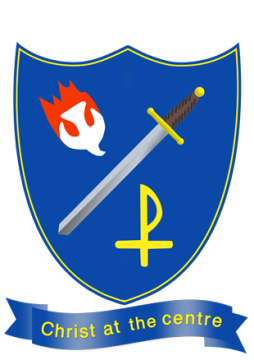 Christ at the centre